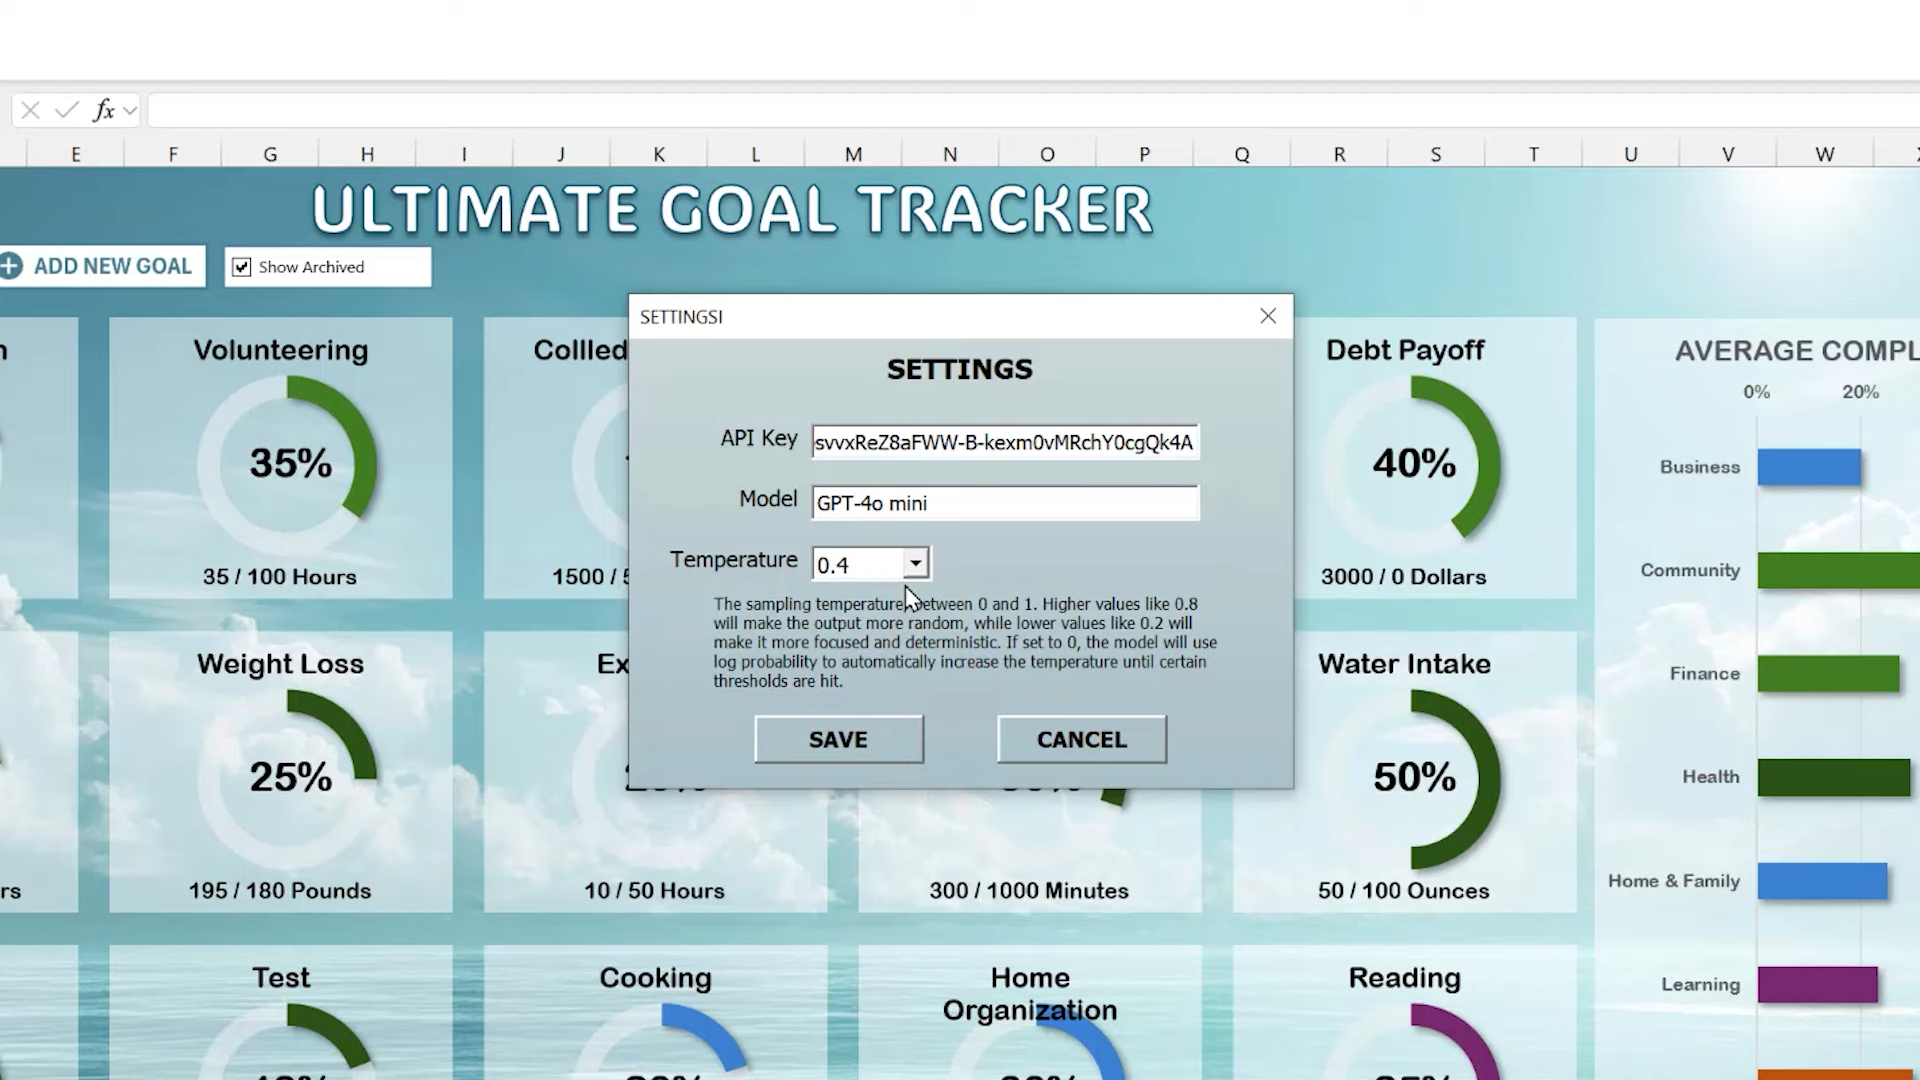 fx
E F G H I J K L M N O P Q R S T U V W
ULTIMATE GOAL TRACKER
ADD NEW GOAL
Show Archived
Volunteering
35%
35 / 100 Hours
Collled
1500 /
SETTINGSI
SETTINGS
API Key
svvxReZ8aFWW-B-kexm0vMRchY0cgQk4A
Model
GPT-4o mini
Temperature
0.4
The sampling temperature, between 0 and 1. Higher values like 0.8
will make the output more random, while lower values like 0.2 will
make it more focused and deterministic. If set to 0, the model will use
log probability to automatically increase the temperature until certain
thresholds are hit.
SAVE
CANCEL
Debt Payoff
40%
3000 / 0 Dollars
Weight Loss
25%
195 / 180 Pounds
Ex
10 / 50 Hours
300 / 1000 Minutes
Water Intake
50%
50 / 100 Ounces
rs
Test
Cooking
Home
Organization
Reading
AVERAGE COMPL
0% 20%
Business
Community
Finance
Health
Home & Family
Learning